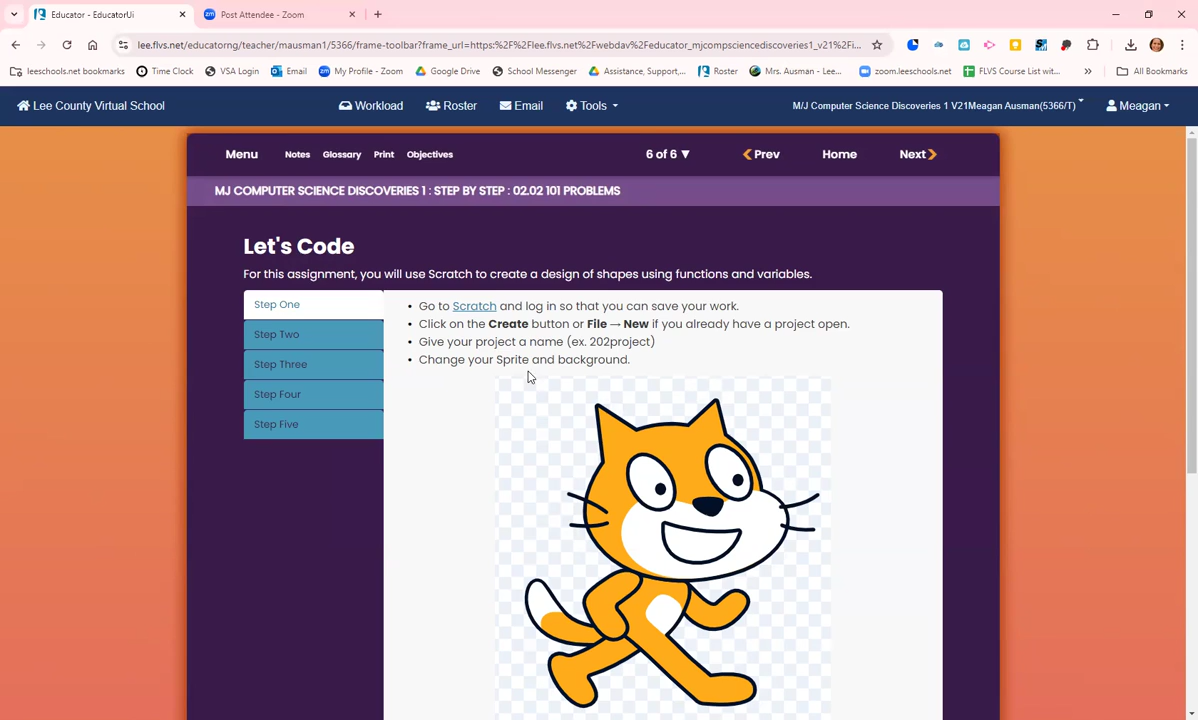 Educator - EducatorUi
zm
Post Attendee - Zoom
lee.flvs.net/educatorng/teacher/mausman1/5366/frame-toolbar?frame_url=https:%2F%2Flee.flvs.net%2Fwebdav%2Feducator_mjcompsciencediscoveries1_v21%2Fi...
leeschools.net bookmarks
Time Clock
VSA Login
Email
zm
My Profile - Zoom
Google Drive
School Messenger
Assistance, Support,...
Roster
Mrs. Ausman - Lee...
zoom.leeschools.net
FLVS Course List wit...
»
All Bookmarks
Lee County Virtual School
Workload
Roster
Email
Tools
M/J Computer Science Discoveries 1 V21Meagan Ausman(5366/T)
Meagan
Menu
Notes
Glossary
Print
Objectives
6 of 6 ▼
Prev
Home
Next
MJ COMPUTER SCIENCE DISCOVERIES 1 : STEP BY STEP : 02.02 101 PROBLEMS
Let's Code
For this assignment, you will use Scratch to create a design of shapes using functions and variables.
Step One
Step Two
Step Three
Step Four
Step Five
• Go to Scratch and log in so that you can save your work.
• Click on the Create button or File → New if you already have a project open.
• Give your project a name (ex. 202project)
• Change your Sprite and background.